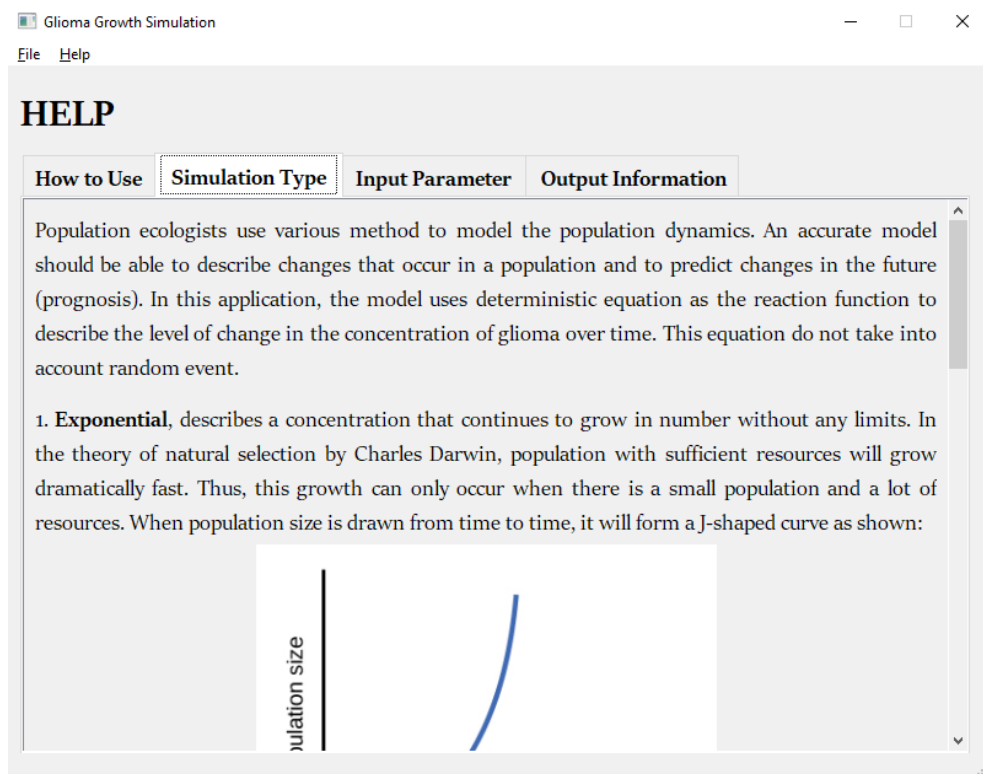 Glioma Growth Simulation
File Help
HELP
How to Use Simulation Type Input Parameter Output Information
Population ecologists use various method to model the population dynamics. An accurate model
should be able to describe changes that occur in a population and to predict changes in the future
(prognosis). In this application, the model uses deterministic equation as the reaction function to
describe the level of change in the concentration of glioma over time. This equation do not take into
account random event.
1. Exponential, describes a concentration that continues to grow in number without any limits. In
the theory of natural selection by Charles Darwin, population with sufficient resources will grow
dramatically fast. Thus, this growth can only occur when there is a small population and a lot of
resources. When population size is drawn from time to time, it will form a J-shaped curve as shown:
ulation size